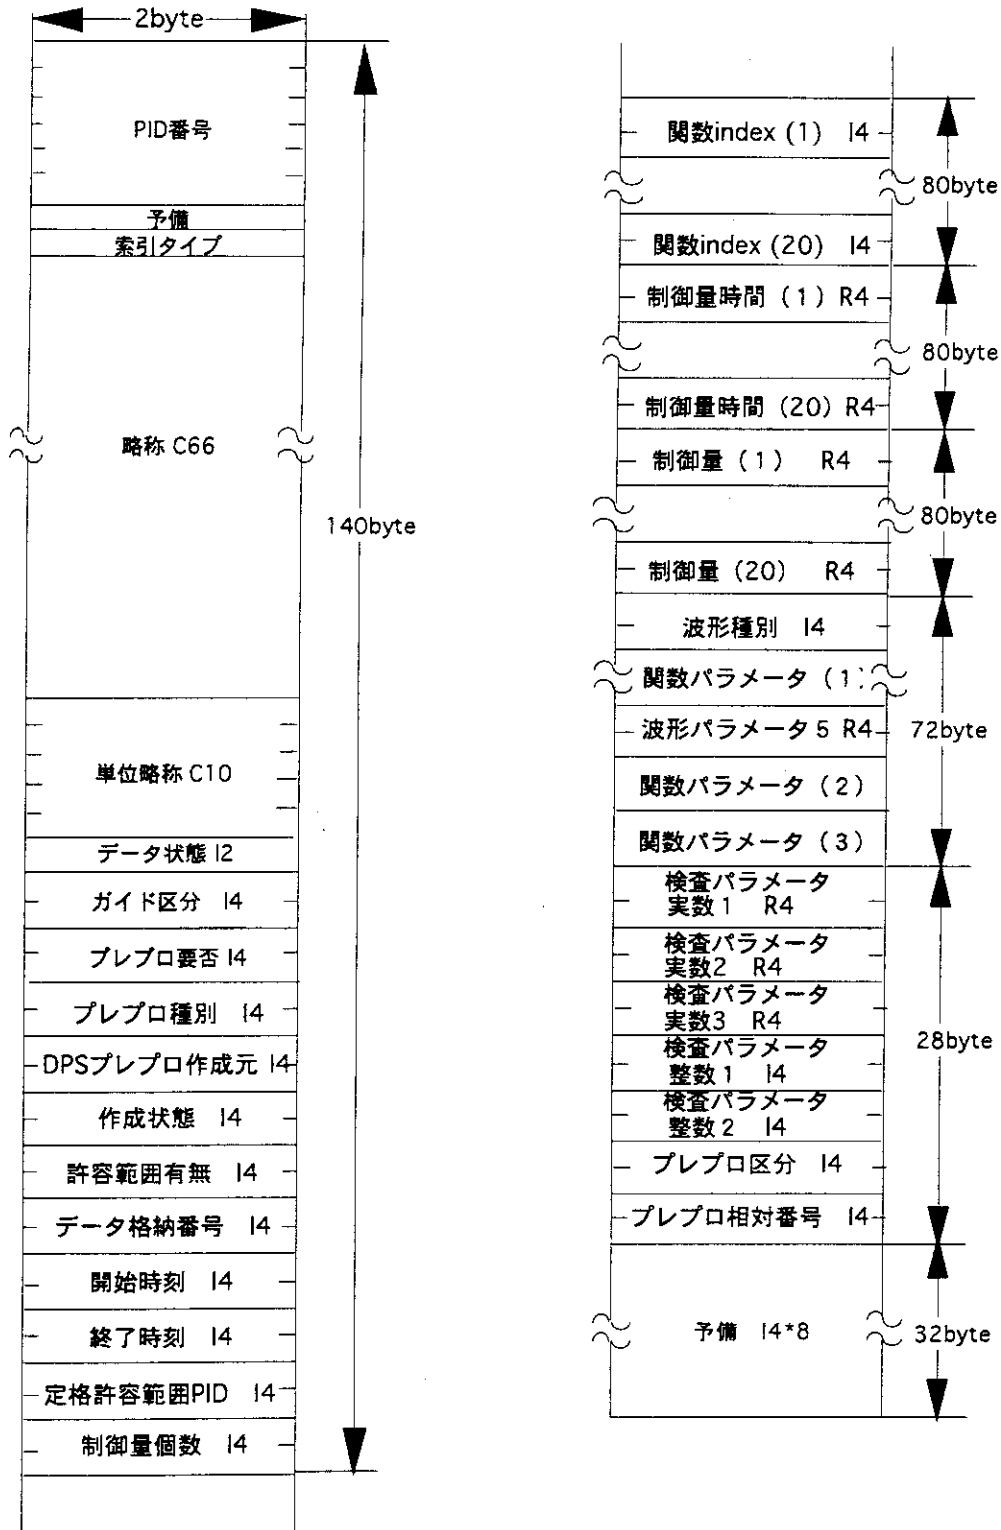 2byte
PID番号
予備
索引タイプ
略称 C66
140byte
単位略称 C10
データ状態 I2
ガイド区分 I4
プレプロ要否 I4
プレプロ種別 I4
DPSプレプロ作成元 I4
作成状態 I4
許容範囲有無 I4
データ格納番号 I4
開始時刻 I4
終了時刻 I4
定格許容範囲PID I4
制御量個数 I4
関数index (1) I4
80byte
関数index (20) I4
制御量時間 (1) R4
80byte
制御量時間 (20) R4
制御量 (1) R4
80byte
制御量 (20) R4
波形種別 I4
関数パラメータ (1)
波形パラメータ 5 R4
72byte
関数パラメータ (2)
関数パラメータ (3)
検査パラメータ
実数1 R4
検査パラメータ
実数2 R4
検査パラメータ
実数3 R4
28byte
検査パラメータ
整数1 I4
検査パラメータ
整数2 I4
プレプロ区分 I4
プレプロ相対番号 I4
予備 I4*8
32byte